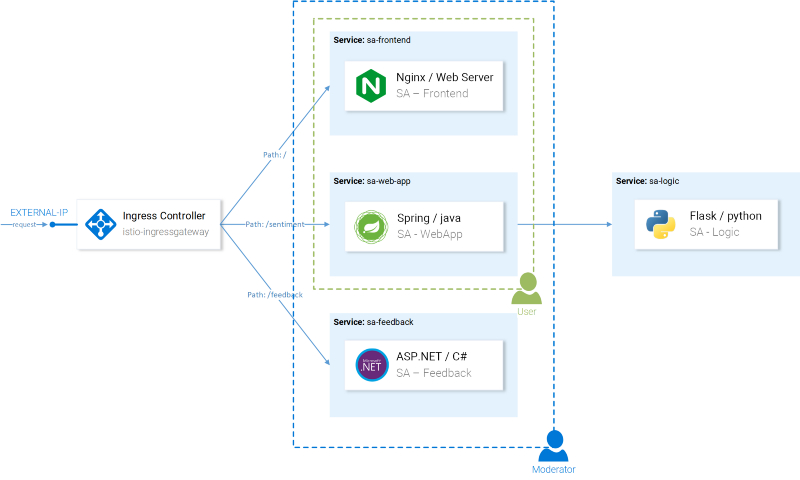 Service: sa-frontend
Nginx / Web Server
SA – Frontend
Path: /
Service: sa-web-app
Service: sa-logic
EXTERNAL-IP
request
Ingress Controller
istio-ingressgateway
Path: /sentiment
Spring / java
SA - WebApp
Flask / python
SA - Logic
Path: /feedback
User
Service: sa-feedback
Microsoft
.NET
ASP.NET / C#
SA – Feedback
Moderator